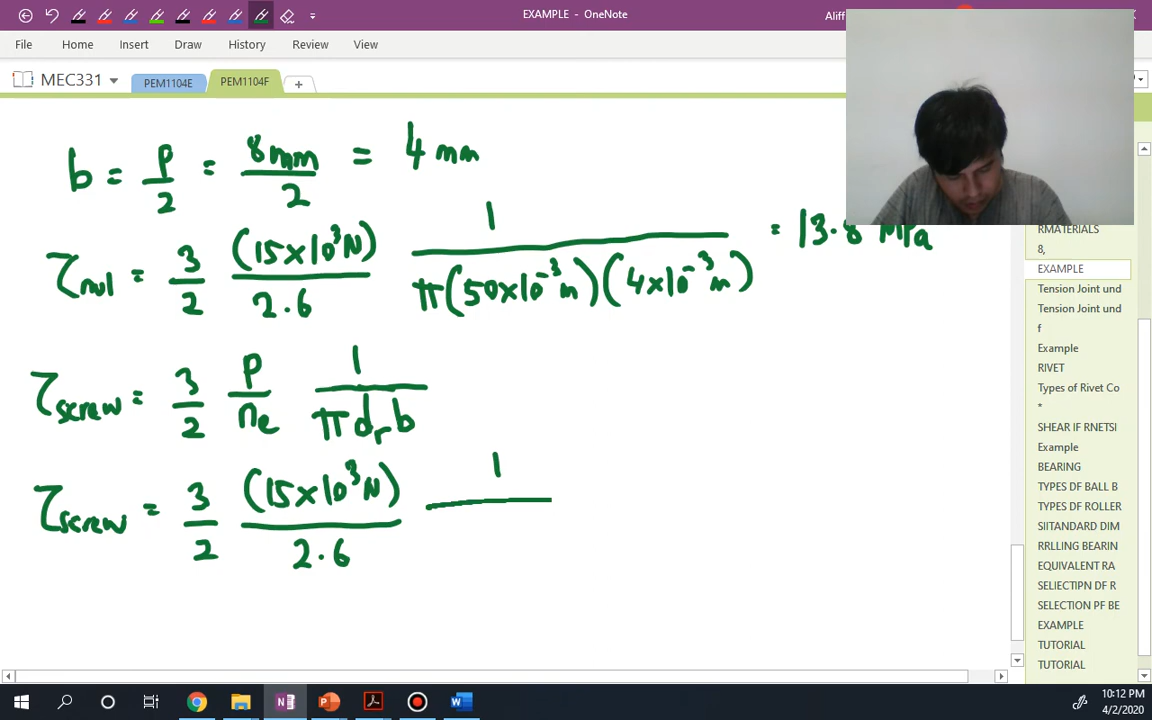 EXAMPLE - OneNote
Aliff
File Home Insert Draw History Review View
MEC331 PEM1104E PEM1104F +
b = p/2 = 8mm/2 = 4 mm
τnut = 3/2 (15×10³N)/2.6 1/π(50×10⁻³m)(4×10⁻³m) = 13.8 MPa
τscrew = 3/2 P/ne 1/πdrb
τscrew = 3/2 (15×10³N)/2.6 1
RMATERIALS
8,
EXAMPLE
Tension Joint und
Tension Joint und
f
Example
RIVET
Types of Rivet Co
*
SHEAR IF RNETSI
Example
BEARING
TYPES DF BALL B
TYPES DF ROLLER
SIITANDARD DIM
RRLLING BEARIN
EQUIVALENT RA
SELIECTIPN DF R
SELECTION PF BE
EXAMPLE
TUTORIAL
TUTORIAL
10:12 PM
4/2/2020